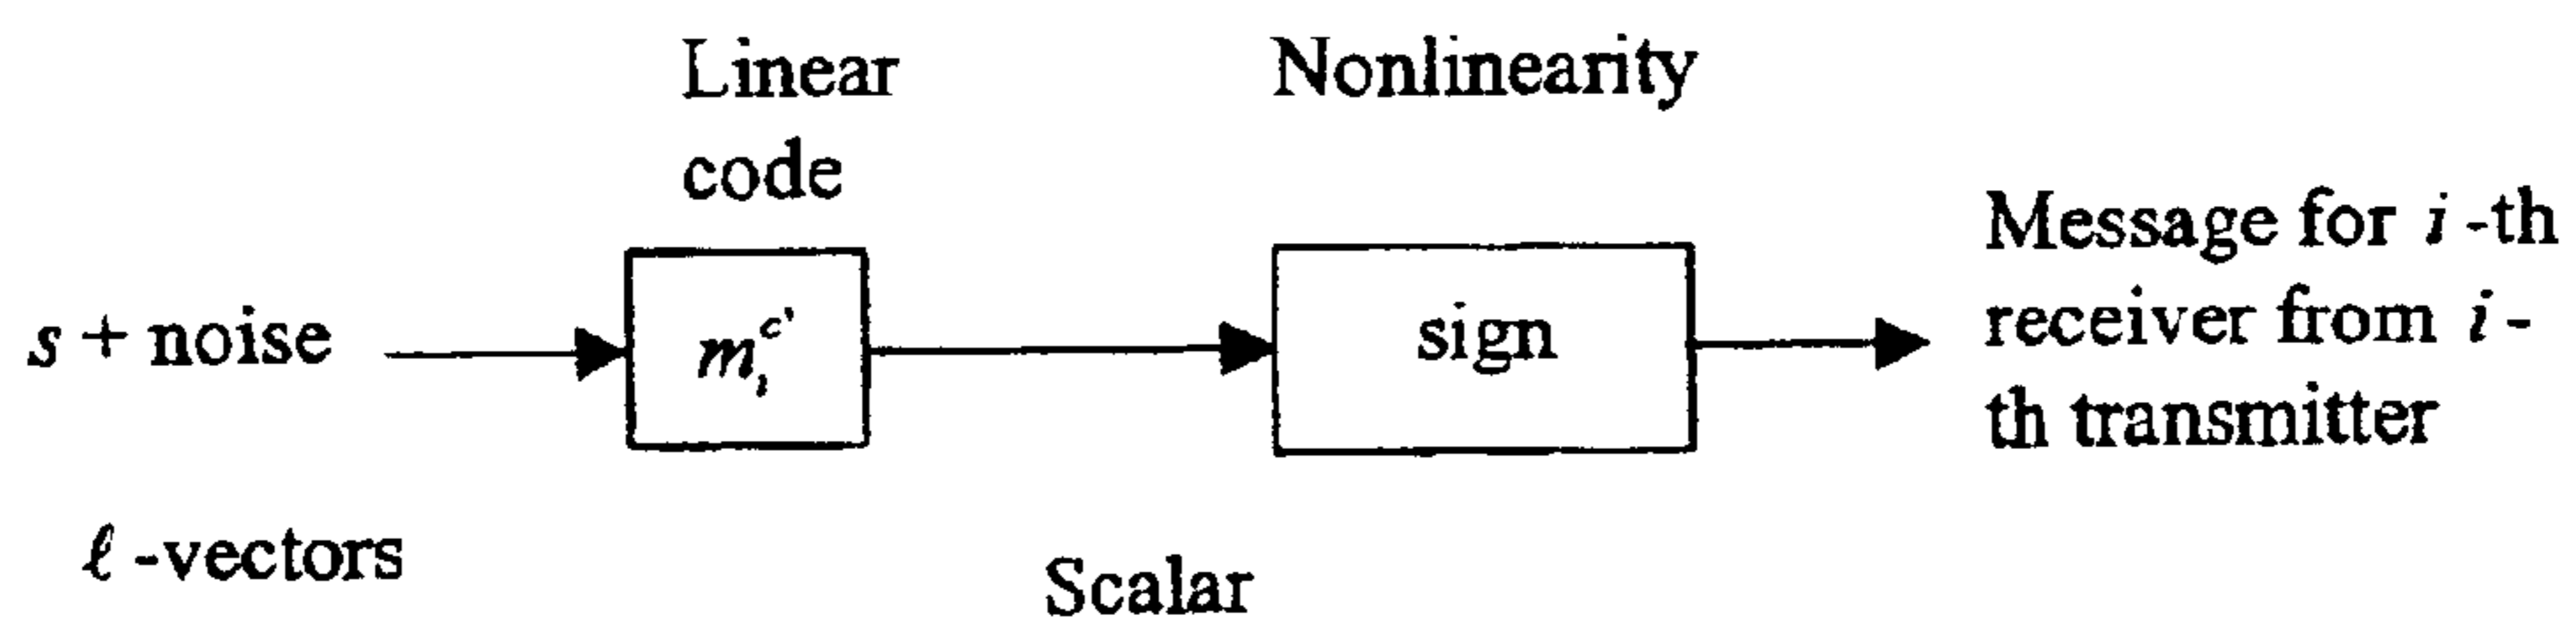 Linear
code
Nonlinearity
s + noise
m_i^{c'}
sign
Message for i -th
receiver from i -
th transmitter
ℓ -vectors
Scalar